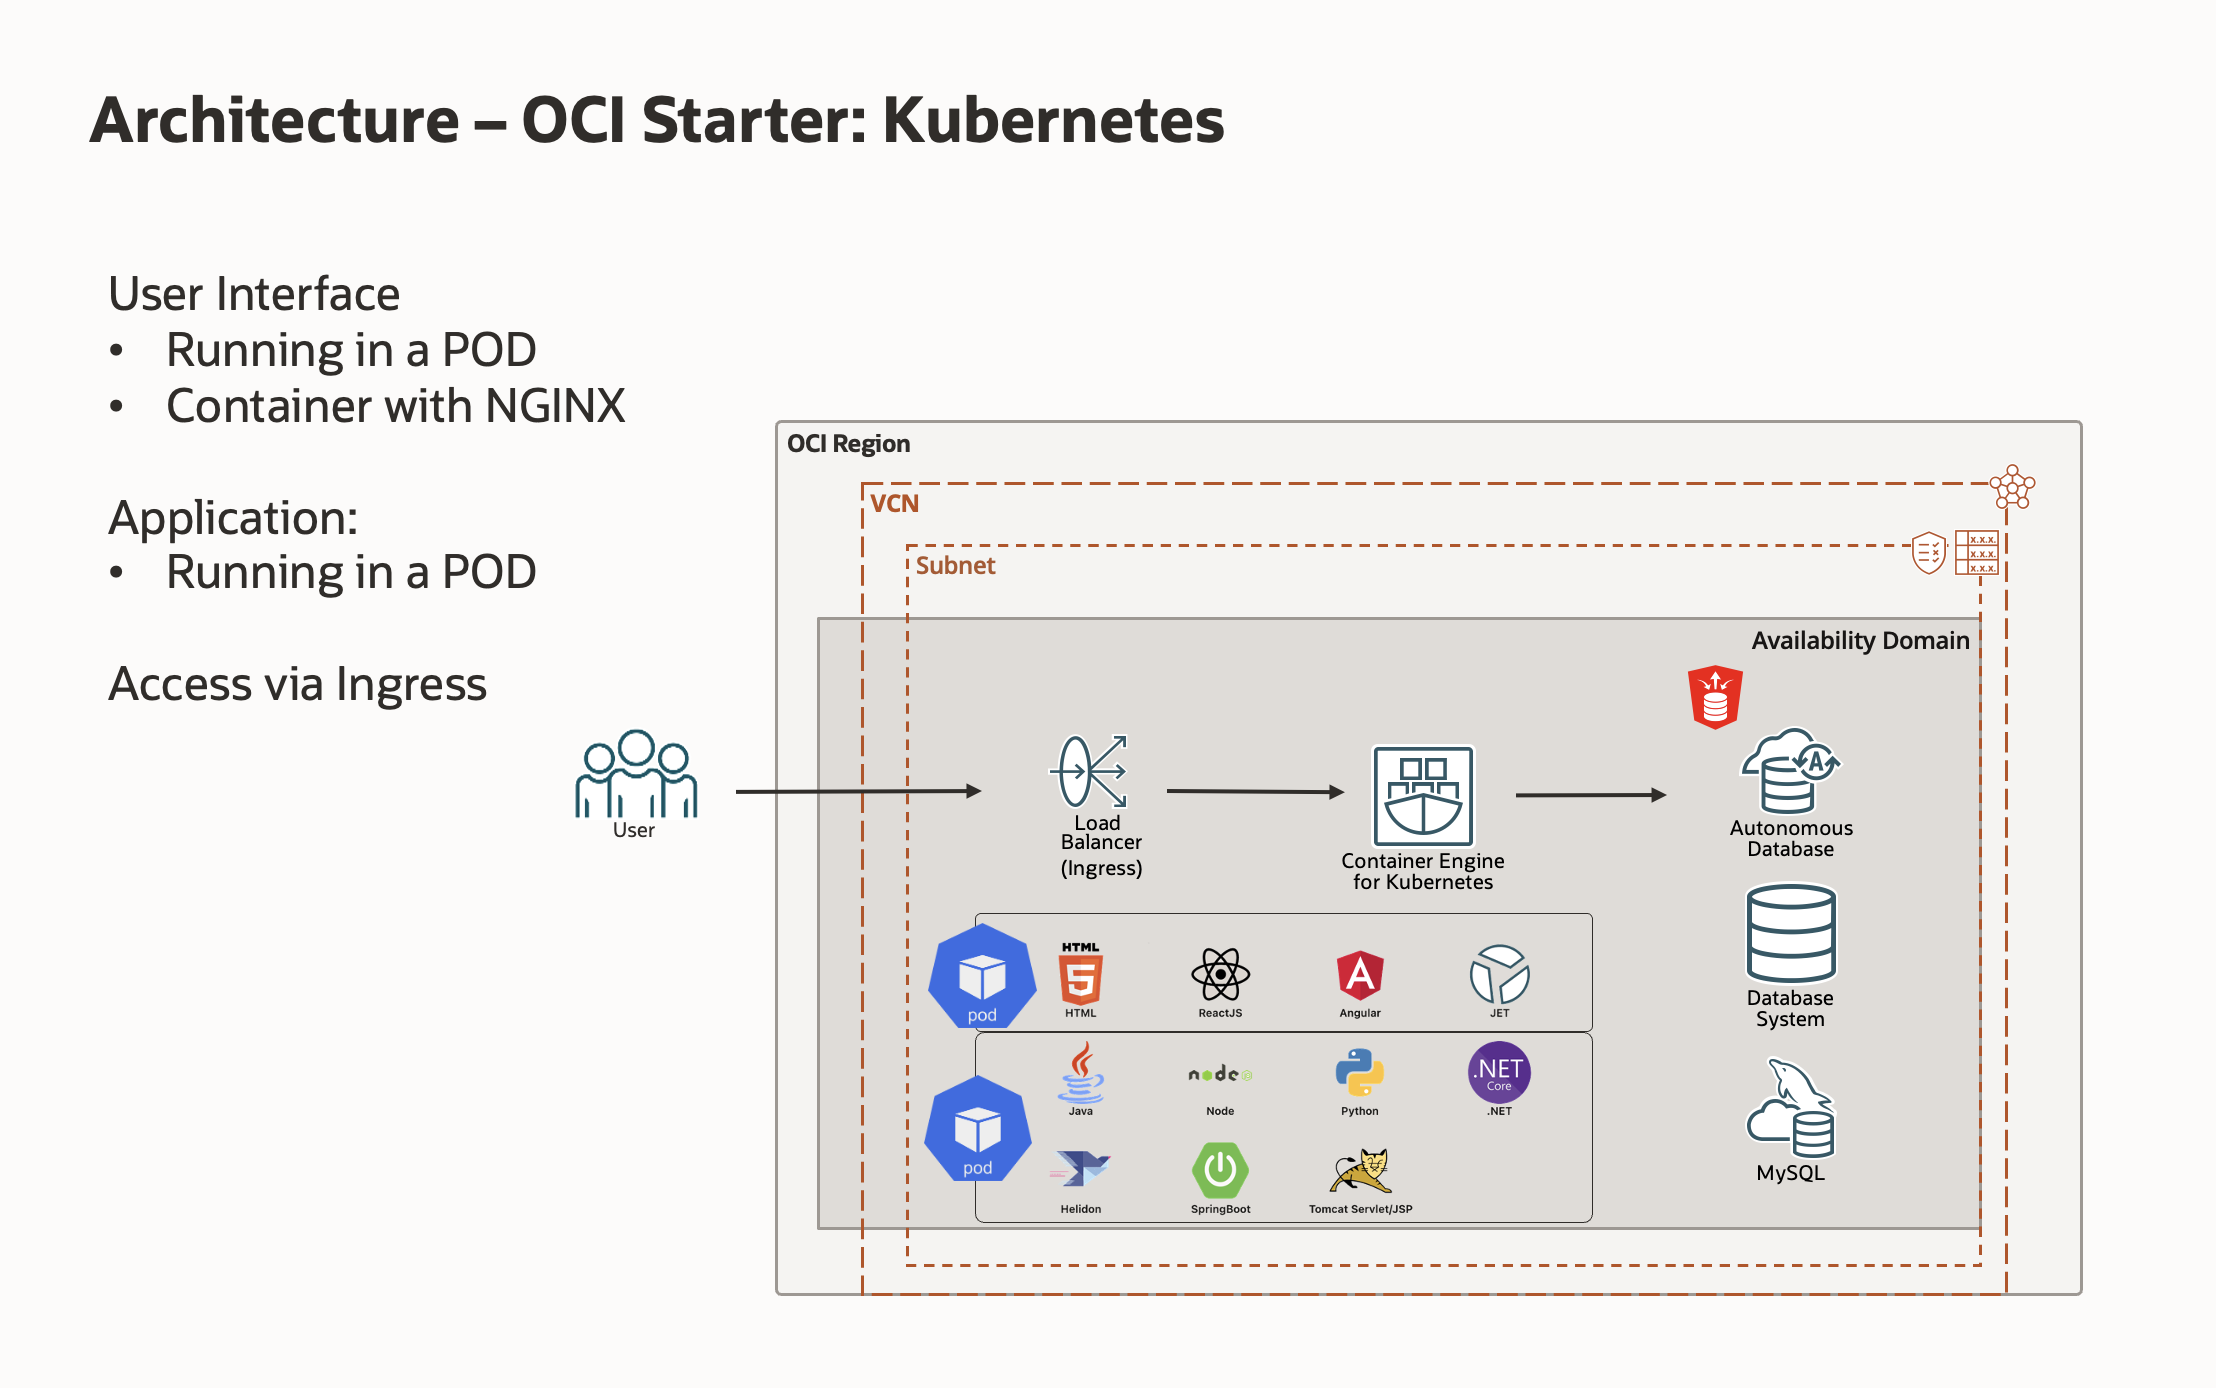 Architecture – OCI Starter: Kubernetes
User Interface
• Running in a POD
• Container with NGINX
Application:
• Running in a POD
Access via Ingress
OCI Region
VCN
Subnet
x.x.x.
x.x.x.
x.x.x.
Availability Domain
User
Load
Balancer
(Ingress)
Container Engine
for Kubernetes
A
Autonomous
Database
Database
System
MySQL
pod
HTML
5
HTML
ReactJS
A
Angular
JET
pod
Java
node
Node
Python
.NET
Core
.NET
Helidon
SpringBoot
Tomcat Servlet/JSP